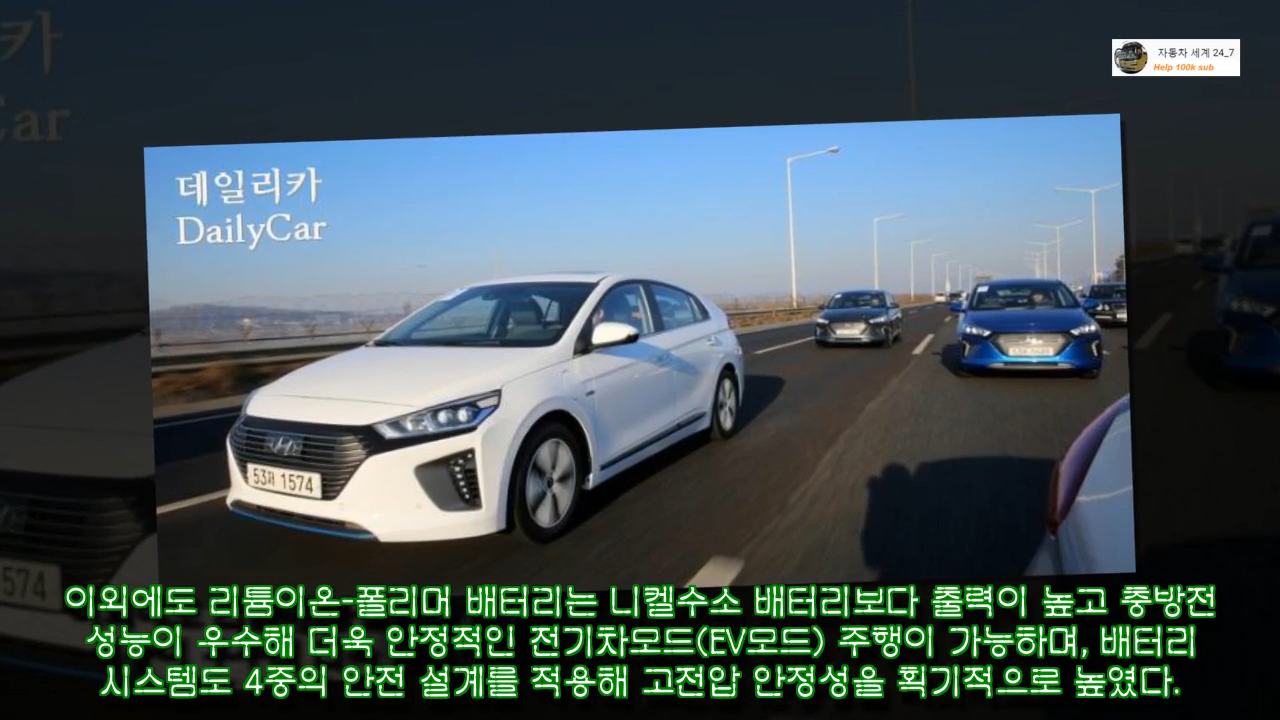 자동차 세계 24_7
Help 100k sub
데일리카
DailyCar
53저 1574
이외에도 리튬이온-폴리머 배터리는 니켈수소 배터리보다 출력이 높고 충방전
성능이 우수해 더욱 안정적인 전기차모드(EV모드) 주행이 가능하며, 배터리
시스템도 4중의 안전 설계를 적용해 고전압 안정성을 획기적으로 높였다.
카
Car
574